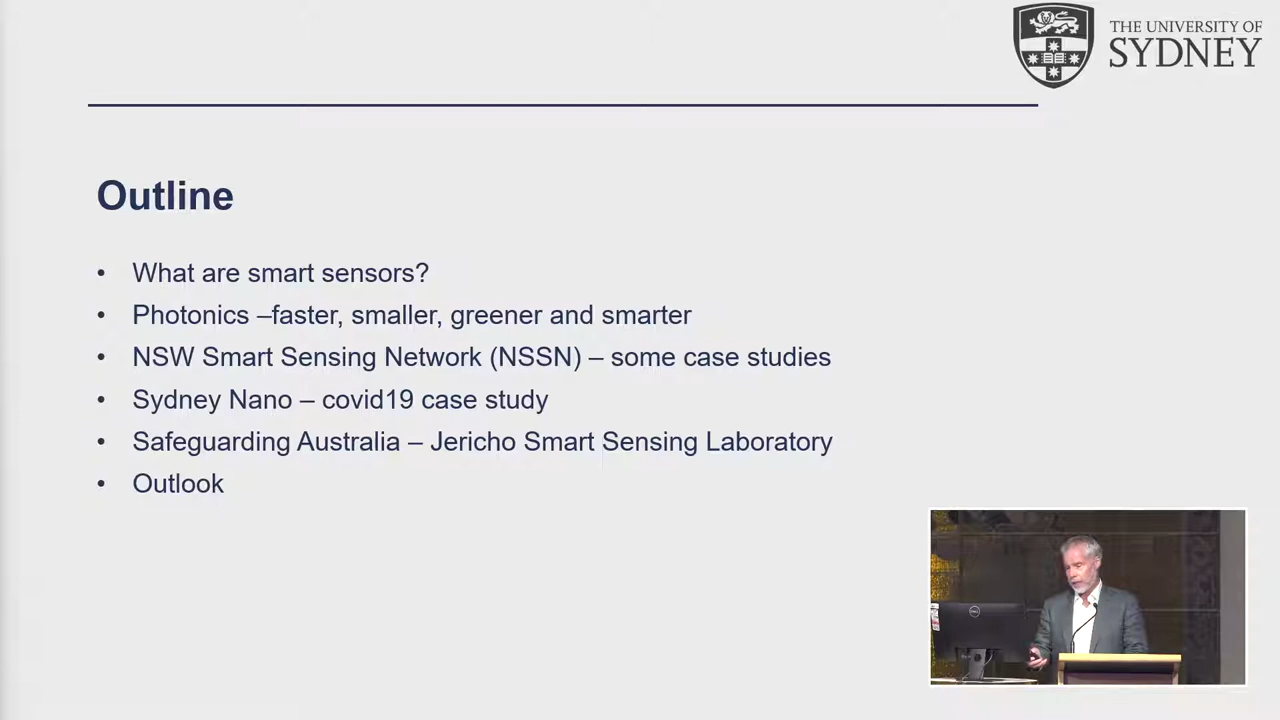 THE UNIVERSITY OF
SYDNEY
Outline
• What are smart sensors?
• Photonics –faster, smaller, greener and smarter
• NSW Smart Sensing Network (NSSN) – some case studies
• Sydney Nano – covid19 case study
• Safeguarding Australia – Jericho Smart Sensing Laboratory
• Outlook
DELL